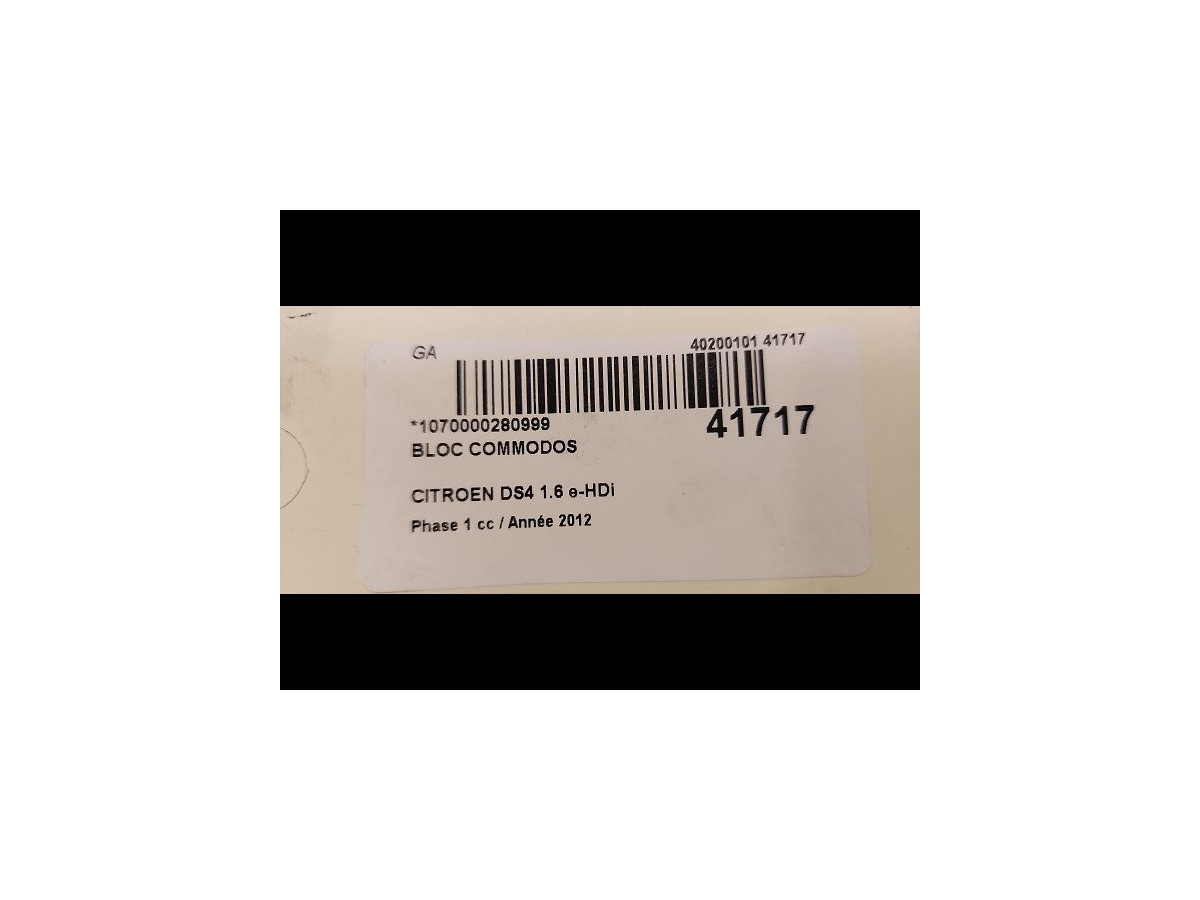 GA
40200101 41717
*1070000280999
41717
BLOC COMMODOS
CITROEN DS4 1.6 e-HDi
Phase 1 cc / Année 2012